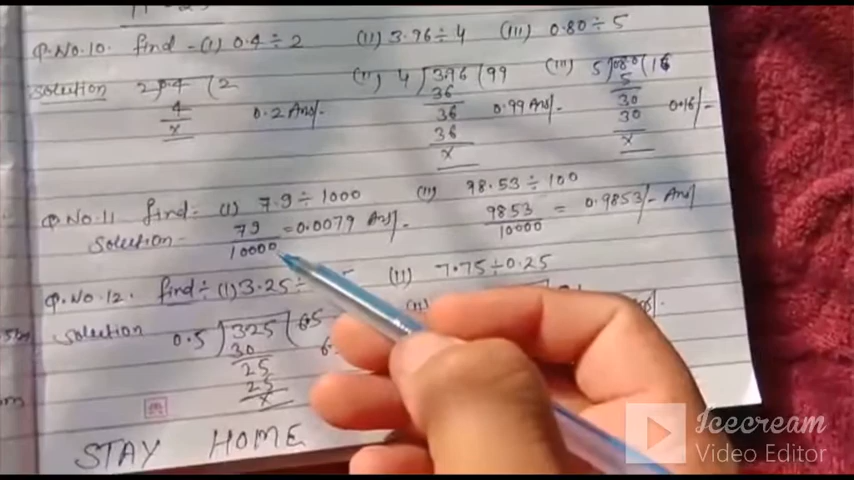 Q.No.10. find - (I) 0.4 ÷ 2 (II) 3.96 ÷ 4 (III) 0.80 ÷ 5
solution 2)0.4(2 (II) 4)396(99 (III) 5)080(16
4 36 5
x 0.2 Ans/- 36 0.99 Ans/- 30 0.16/-
36 30
x x
Q No.11 find:- (I) 7.9 ÷ 1000 (II) 98.53 ÷ 100
Solution- 79/10000 = 0.0079 Ans/- 9853/10000 = 0.9853/- Ans/
Q.No.12. find ÷ (I) 3.25 ÷ (II) 7.75 ÷ 0.25
solution 0.5)325(65
30
25
25
x
STAY HOME
Icecream
Video Editor